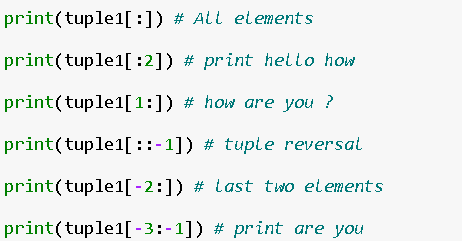 print(tuple1[:]) # All elements
print(tuple1[:2]) # print hello how
print(tuple1[1:]) # how are you ?
print(tuple1[::-1]) # tuple reversal
print(tuple1[-2:]) # last two elements
print(tuple1[-3:-1]) # print are you